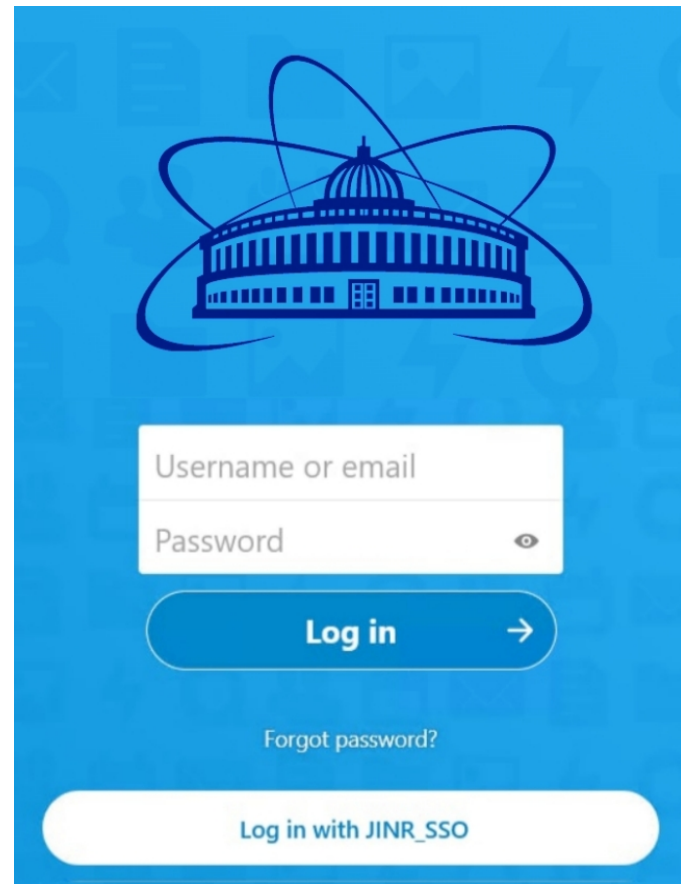 Username or email
Password
Log in
Forgot password?
Log in with JINR_SSO